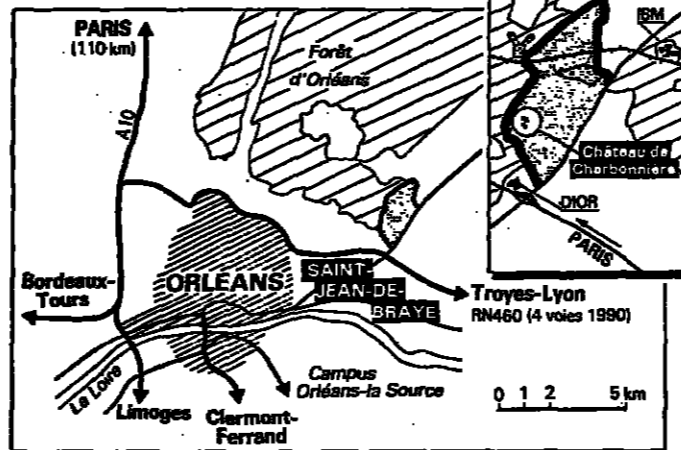 PARIS
(110 km)
A10
Forêt
d'Orléans
IBM
Château de
Charbonnière
DIOR
PARIS
Bordeaux-
Tours
ORLÉANS
SAINT-
JEAN-DE-
BRAYE
Troyes-Lyon
RN460 (4 voies 1990)
La Loire
Limoges
Clermont-
Ferrand
Campus
Orléans-la Source
0 1 2 5 km